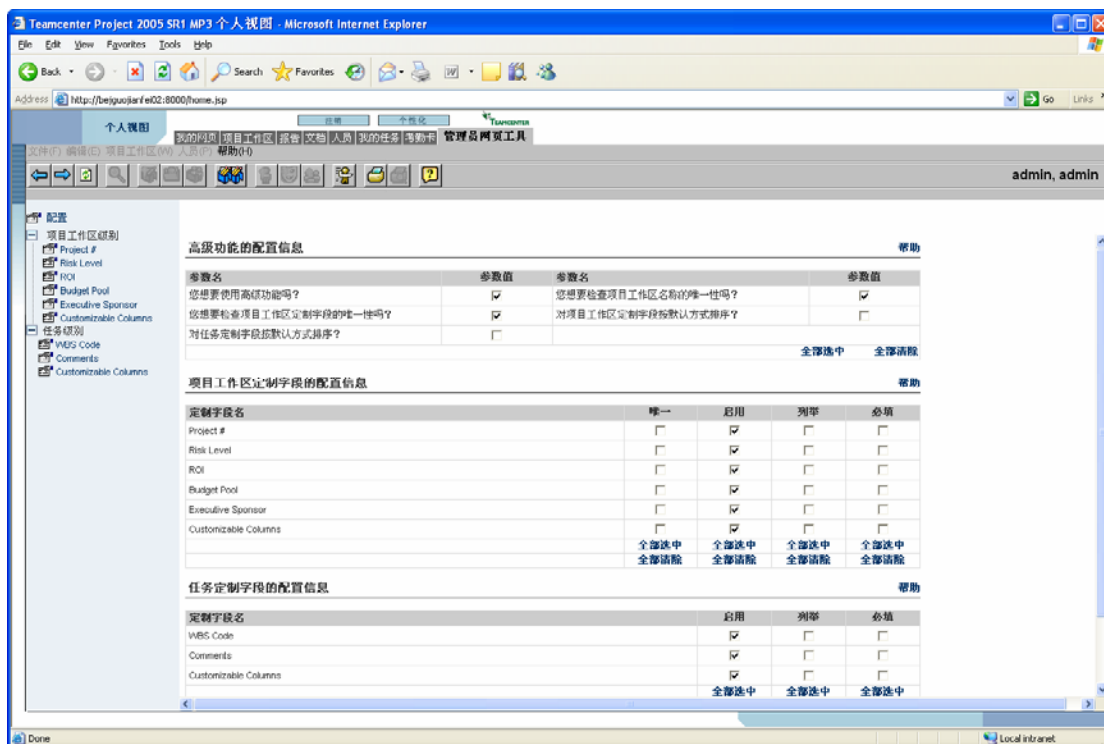 Teamcenter Project 2005 SR1 MP3 个人视图 - Microsoft Internet Explorer
File Edit View Favorites Tools Help
Back Search Favorites
Address http://bejguojianfei02:8000/home.jsp Go Links
注销 个性化 TEAMCENTER
个人视图 我的网页 项目工作区 报告 文档 人员 我的任务 考勤卡 管理员网页工具
文件(F) 编辑(E) 项目工作区(W) 人员(P) 帮助(H)
admin, admin
配置
项目工作区级别
Project #
Risk Level
ROI
Budget Pool
Executive Sponsor
Customizable Columns
任务级别
WBS Code
Comments
Customizable Columns
高级功能的配置信息 帮助
参数名 参数值 参数名 参数值
您想要使用高级功能吗? 您想要检查项目工作区名称的唯一性吗?
您想要检查项目工作区定制字段的唯一性吗? 对项目工作区定制字段按默认方式排序?
对任务定制字段按默认方式排序?
全部选中 全部清除
项目工作区定制字段的配置信息 帮助
定制字段名 唯一 启用 列举 必填
Project #
Risk Level
ROI
Budget Pool
Executive Sponsor
Customizable Columns
全部选中 全部选中 全部选中 全部选中
全部清除 全部清除 全部清除 全部清除
任务定制字段的配置信息 帮助
定制字段名 启用 列举 必填
WBS Code
Comments
Customizable Columns
全部选中 全部选中 全部选中
Done Local intranet